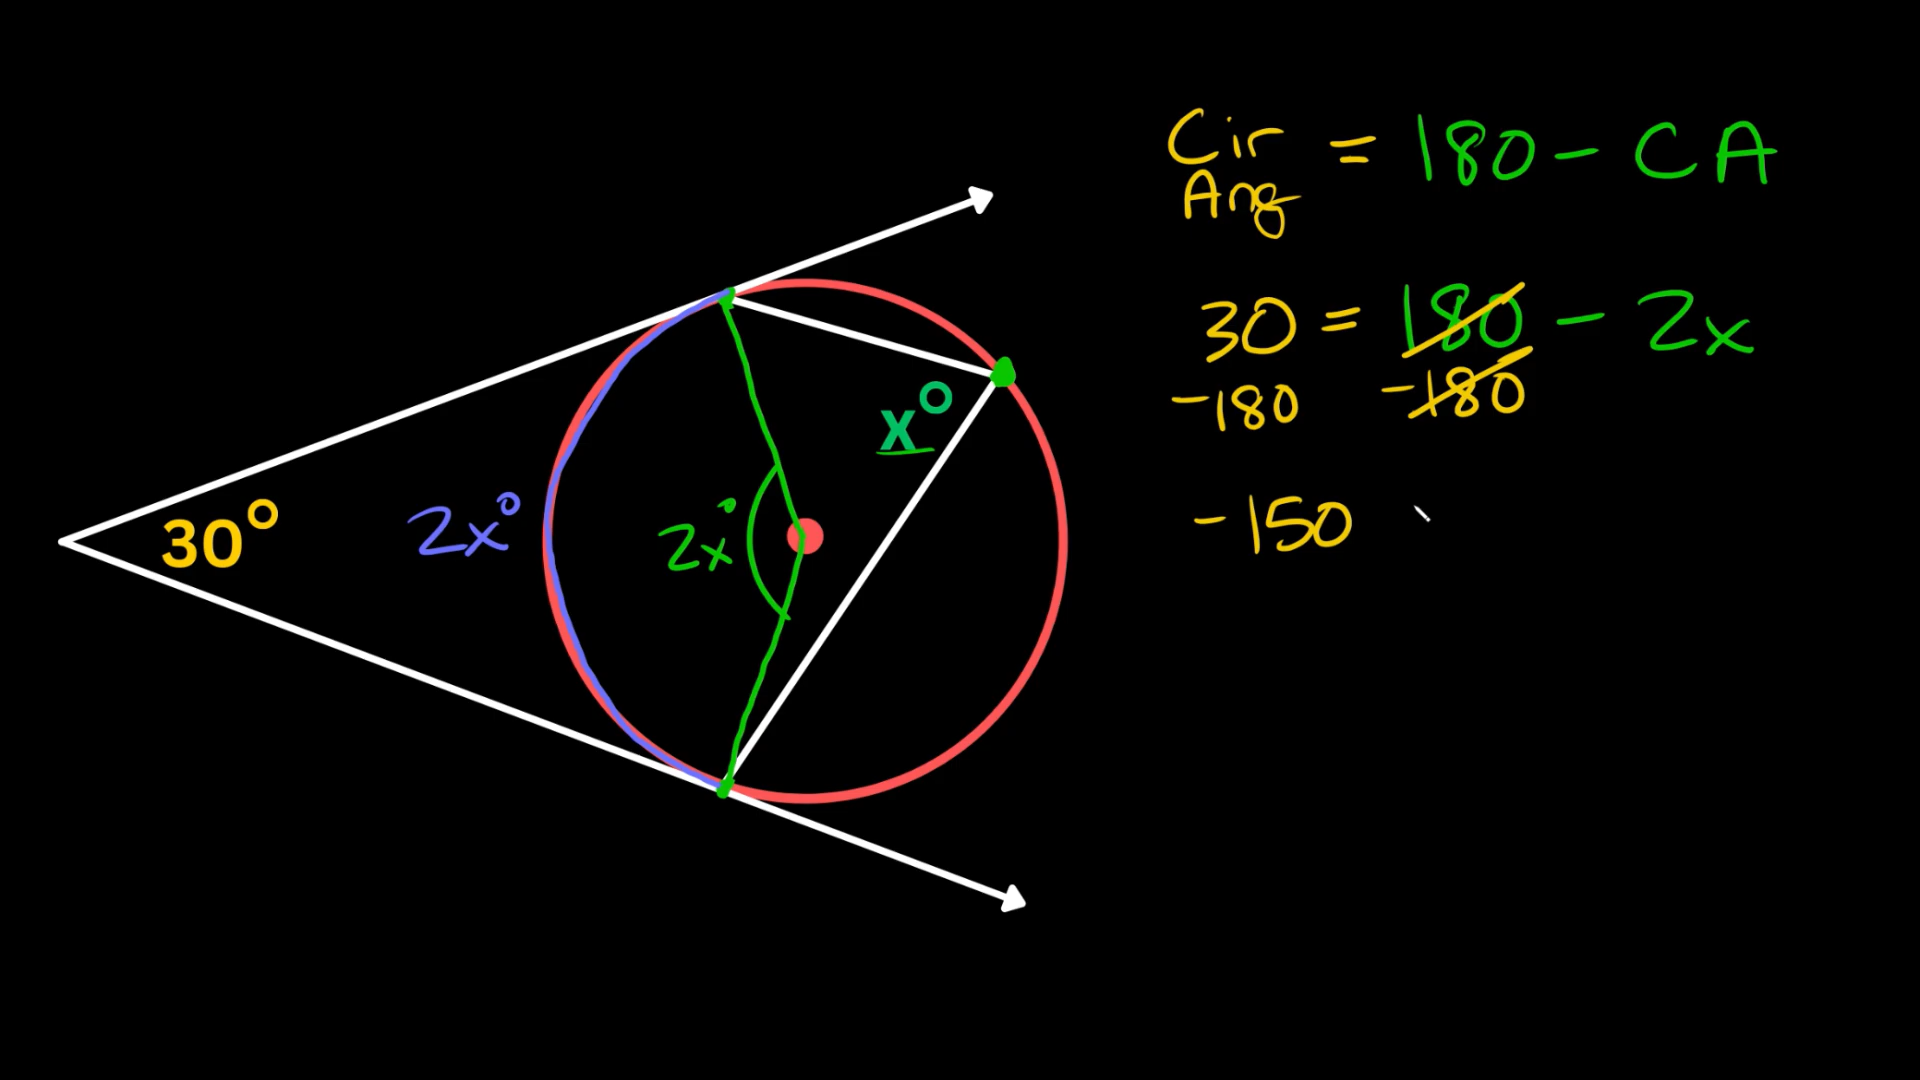 Cir
Ang = 180 - CA
30 = 180 - 2x
-180 -180
-150
x°
30°
2x°
2x°